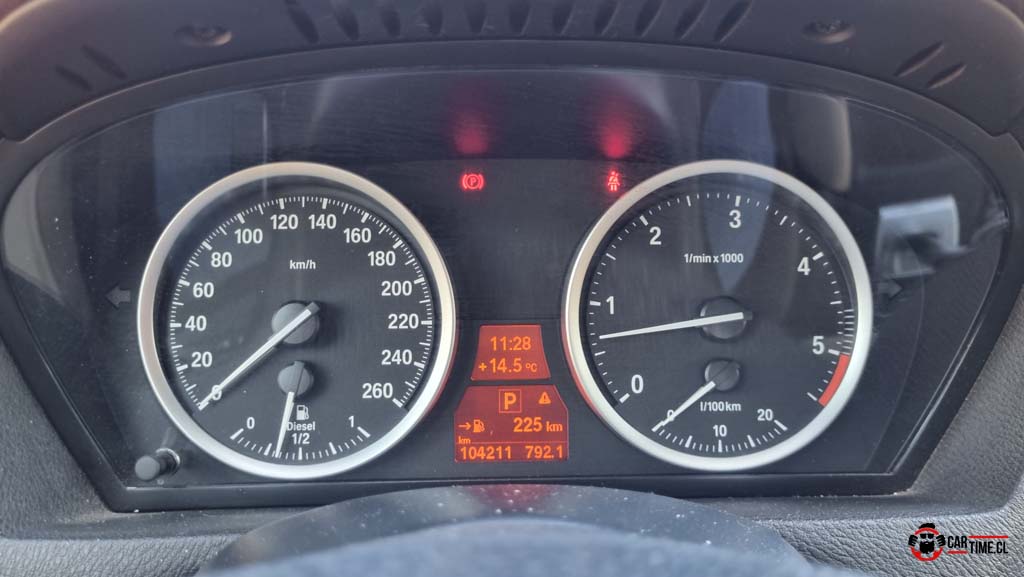 120 140
100 160
80 km/h 180
60 200
40 220
20 240
0 260
0 Diesel 1
1/2
(P)
11:28
+14.5 °C
P
→ 225 km
km
104211 792.1
3
2 1/min x 1000 4
1
5
0
l/100km
0 20
10
CAR
TIME.CL